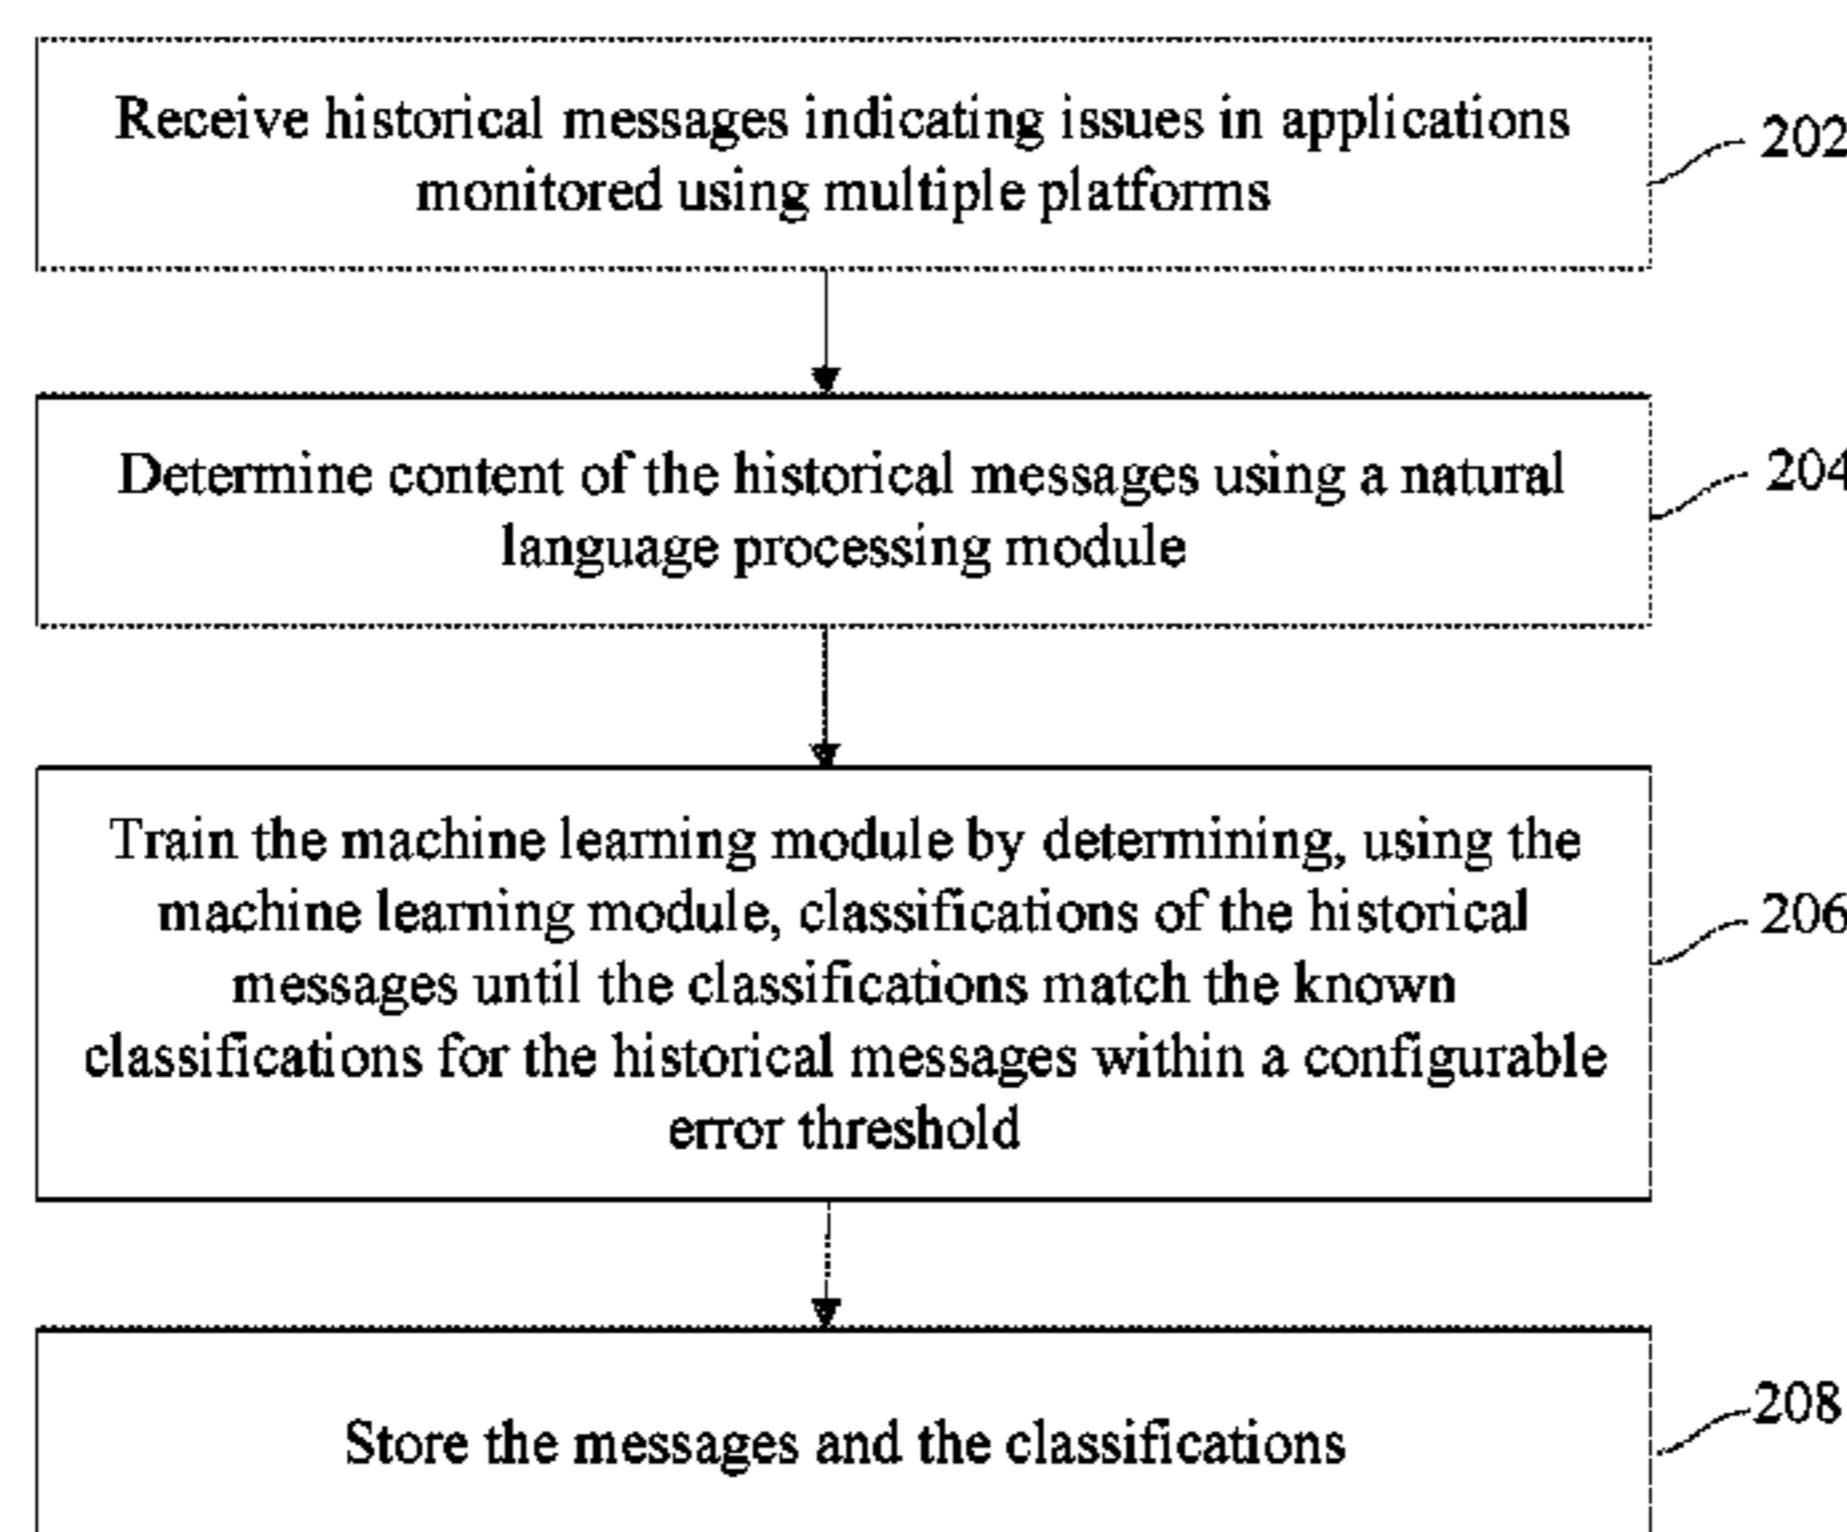 Receive historical messages indicating issues in applications
monitored using multiple platforms
202
Determine content of the historical messages using a natural
language processing module
204
Train the machine learning module by determining, using the
machine learning module, classifications of the historical
messages until the classifications match the known
classifications for the historical messages within a configurable
error threshold
206
Store the messages and the classifications
208